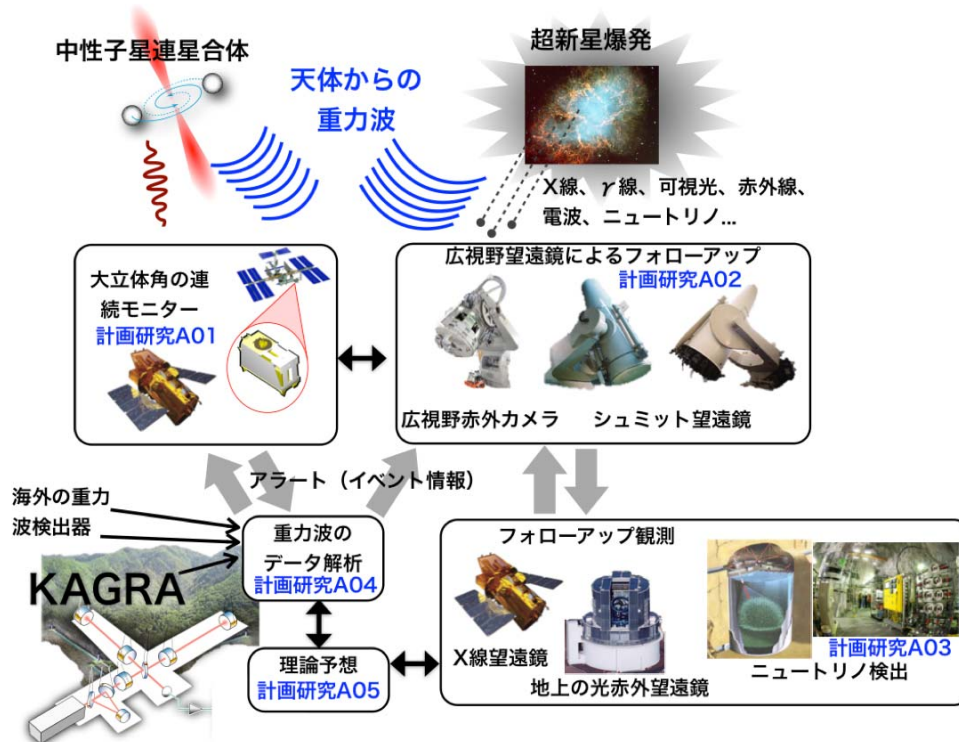 中性子星連星合体
超新星爆発
天体からの
重力波
X線、γ線、可視光、赤外線、
電波、ニュートリノ...
大立体角の連
続モニター
計画研究A01
広視野望遠鏡によるフォローアップ
計画研究A02
広視野赤外カメラ
シュミット望遠鏡
アラート（イベント情報）
海外の重力
波検出器
KAGRA
重力波の
データ解析
計画研究A04
理論予想
計画研究A05
フォローアップ観測
X線望遠鏡
地上の光赤外望遠鏡
計画研究A03
ニュートリノ検出